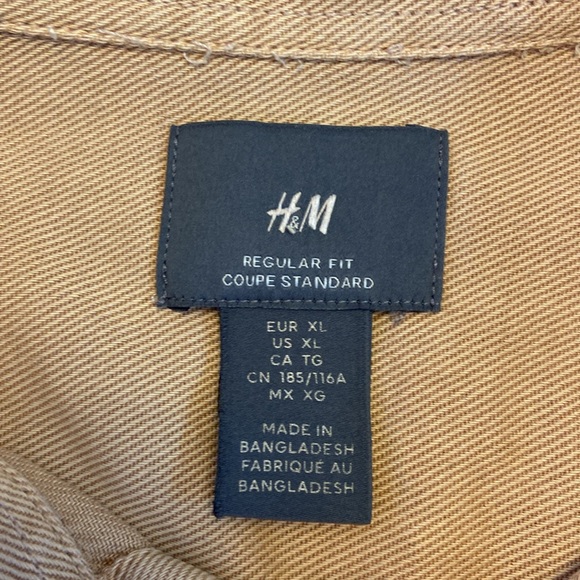 H&M
REGULAR FIT
COUPE STANDARD
EUR XL
US XL
CA TG
CN 185/116A
MX XG
MADE IN
BANGLADESH
FABRIQUÉ AU
BANGLADESH